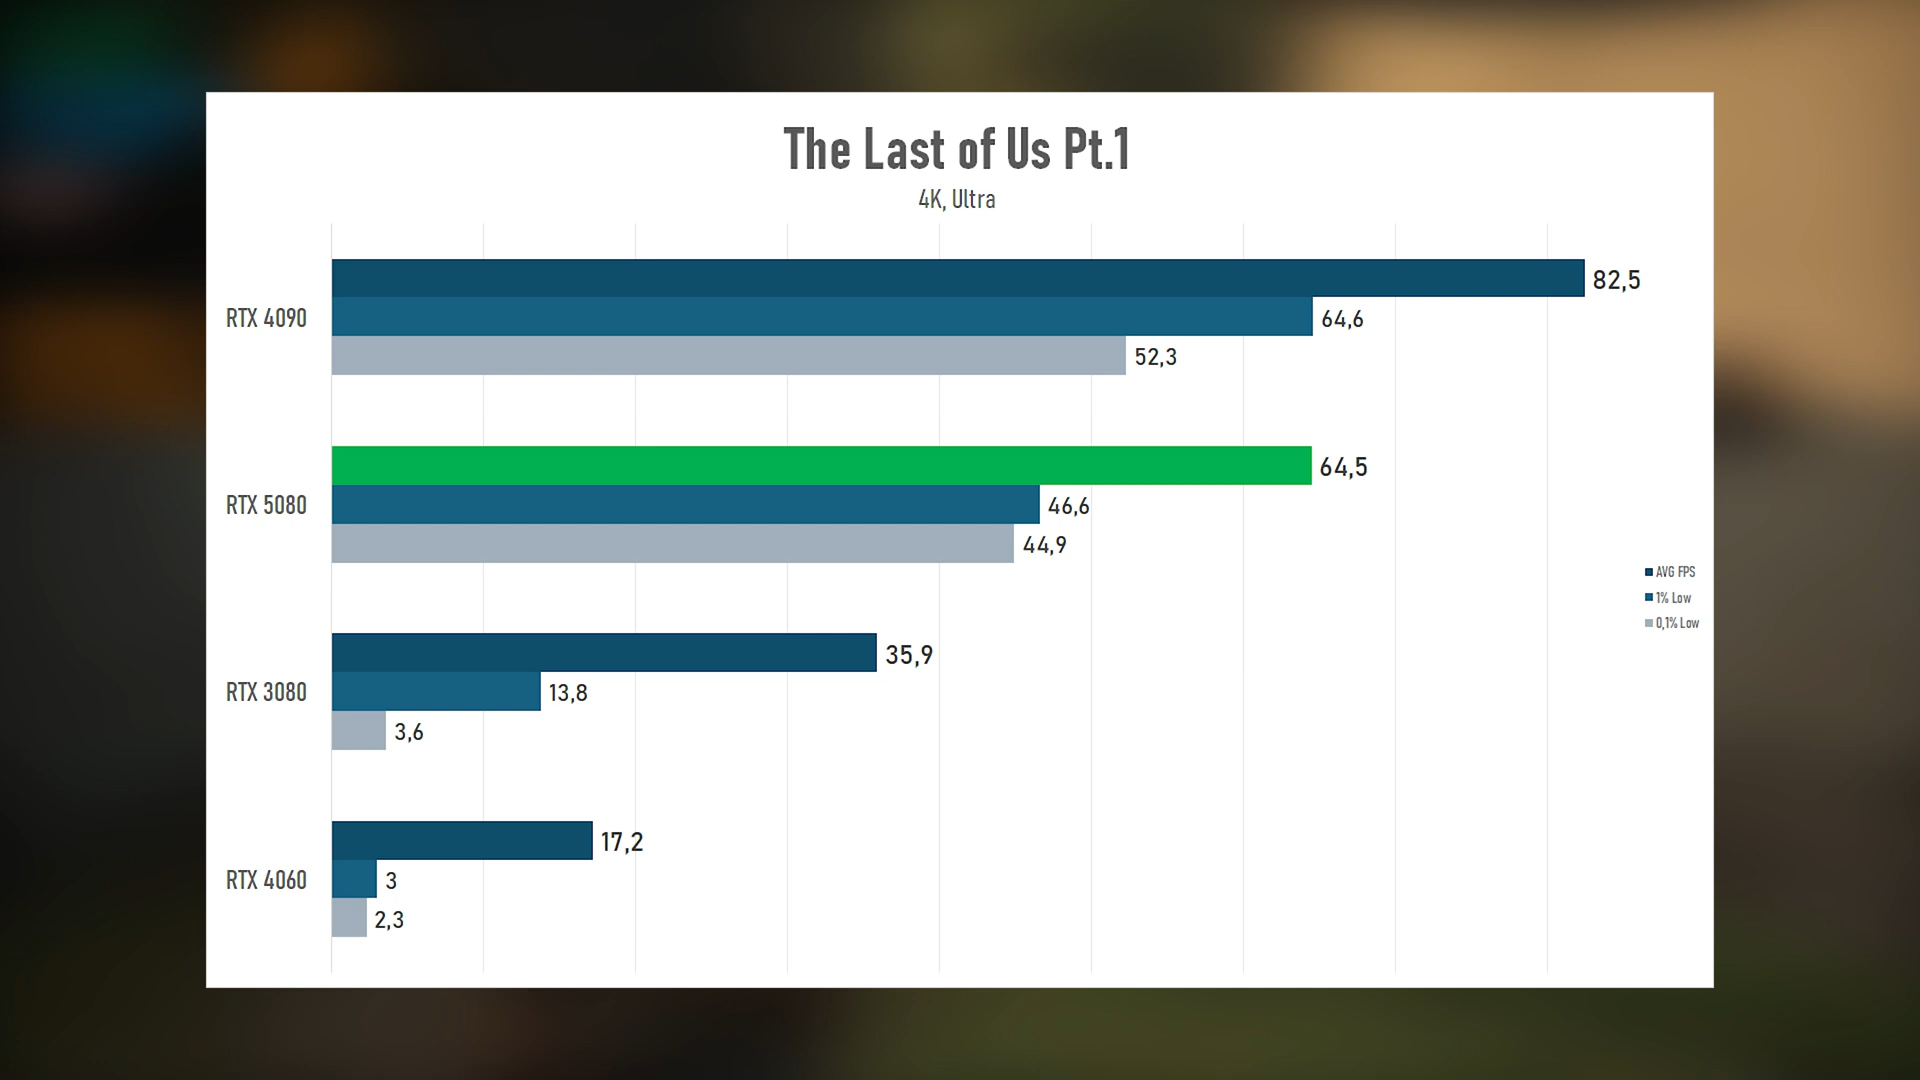 The Last of Us Pt.1
4K, Ultra
RTX 4090
82,5
64,6
52,3
RTX 5080
64,5
46,6
44,9
RTX 3080
35,9
13,8
3,6
RTX 4060
17,2
3
2,3
AVG FPS
1% Low
0,1% Low